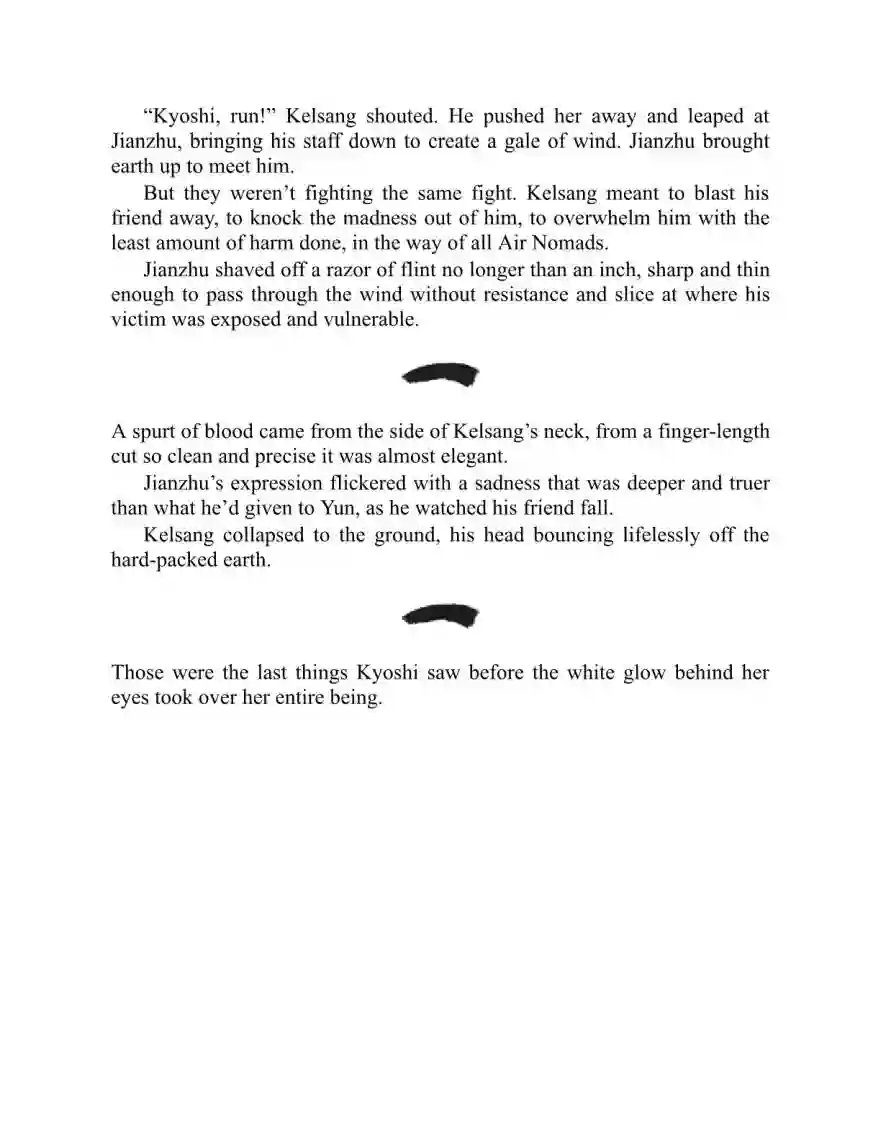 “Kyoshi, run!” Kelsang shouted. He pushed her away and leaped at
Jianzhu, bringing his staff down to create a gale of wind. Jianzhu brought
earth up to meet him.
But they weren’t fighting the same fight. Kelsang meant to blast his
friend away, to knock the madness out of him, to overwhelm him with the
least amount of harm done, in the way of all Air Nomads.
Jianzhu shaved off a razor of flint no longer than an inch, sharp and thin
enough to pass through the wind without resistance and slice at where his
victim was exposed and vulnerable.
A spurt of blood came from the side of Kelsang’s neck, from a finger-length
cut so clean and precise it was almost elegant.
Jianzhu’s expression flickered with a sadness that was deeper and truer
than what he’d given to Yun, as he watched his friend fall.
Kelsang collapsed to the ground, his head bouncing lifelessly off the
hard-packed earth.
Those were the last things Kyoshi saw before the white glow behind her
eyes took over her entire being.